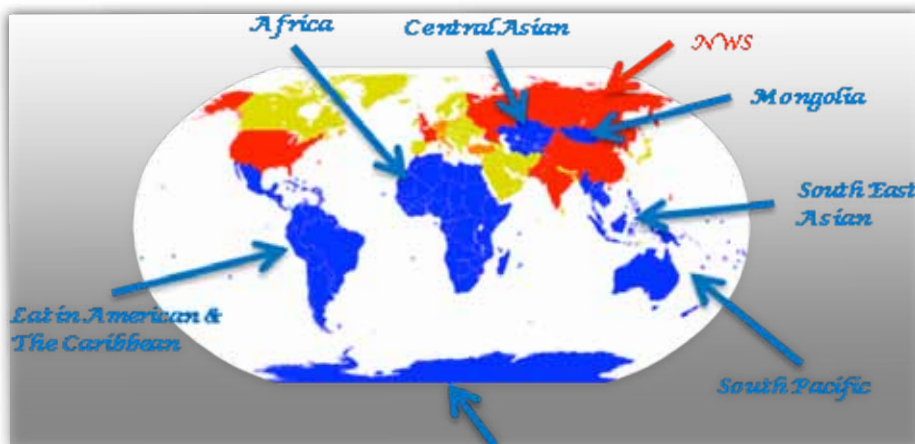 Africa
Central Asian
NWS
Mongolia
South East
Asian
Latin American &
The Caribbean
South Pacific